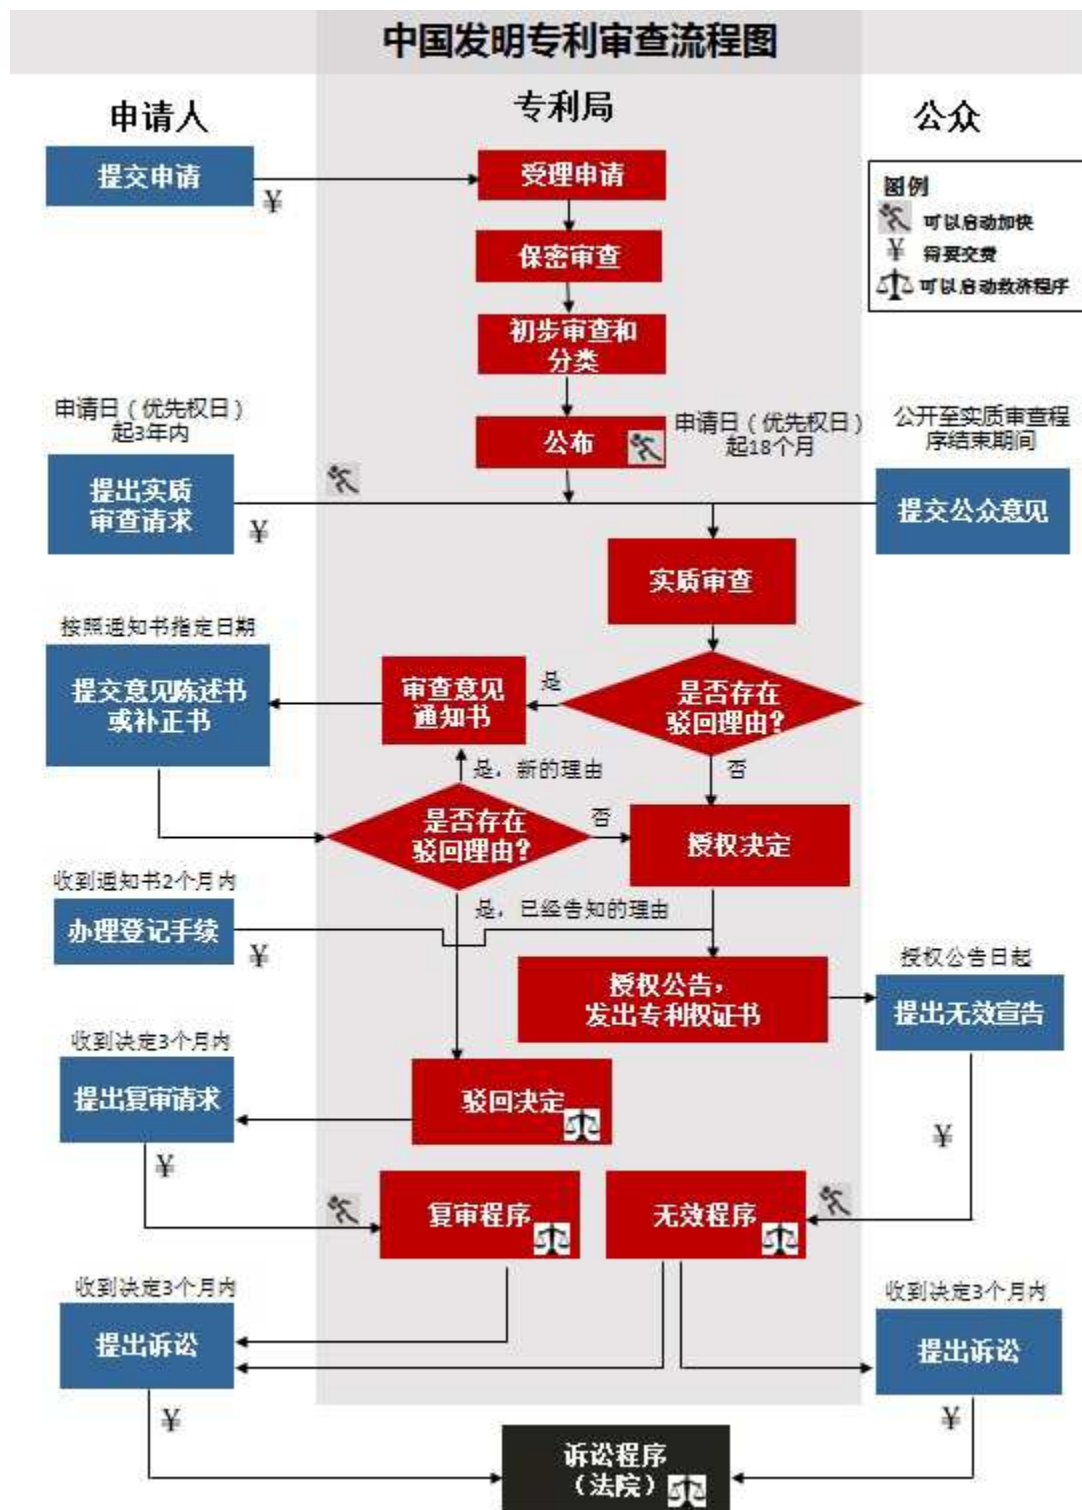 中国发明专利审查流程图
申请人
专利局
公众
提交申请
¥
受理申请
图例
可以启动加快
¥ 需要交费
可以启动救济程序
保密审查
初步审查和
分类
申请日（优先权日）
起3年内
公布
申请日（优先权日）
起18个月
公开至实质审查程
序结束期间
提出实质
审查请求
¥
提交公众意见
实质审查
按照通知书指定日期
提交意见陈述书
或补正书
审查意见
通知书
是
是否存在
驳回理由?
是，新的理由
否
是否存在
驳回理由?
否
授权决定
收到通知书2个月内
办理登记手续
¥
是，已经告知的理由
授权公告，
发出专利权证书
授权公告日起
提出无效宣告
收到决定3个月内
提出复审请求
驳回决定
¥
¥
复审程序
无效程序
收到决定3个月内
提出诉讼
收到决定3个月内
提出诉讼
¥
¥
诉讼程序
（法院）